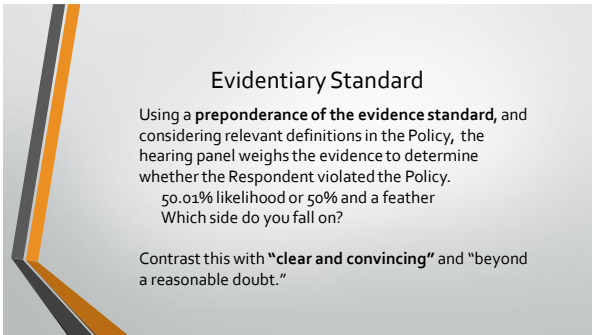 Evidentiary Standard
Using a preponderance of the evidence standard, and
considering relevant definitions in the Policy, the
hearing panel weighs the evidence to determine
whether the Respondent violated the Policy.
50.01% likelihood or 50% and a feather
Which side do you fall on?
Contrast this with “clear and convincing” and “beyond
a reasonable doubt.”